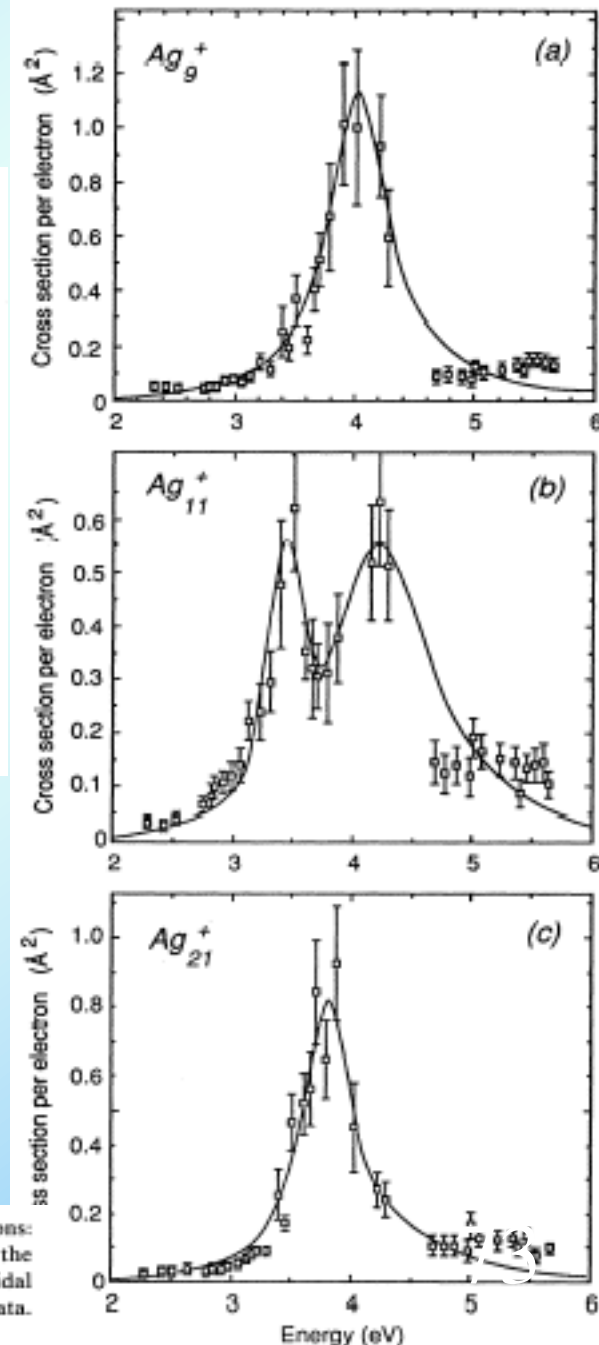 Ag9+
(a)
Cross section per electron (Å2)
1.2
1.0
0.8
0.6
0.4
0.2
0
2 3 4 5 6
Ag11+
(b)
Cross section per electron (Å2)
0.6
0.5
0.4
0.3
0.2
0.1
0
2 3 4 5 6
Ag21+
(c)
ss section per electron (Å2)
1.0
0.8
0.6
0.4
0.2
0
2 3 4 5 6
Energy (eV)
ons:
the
idal
ata.